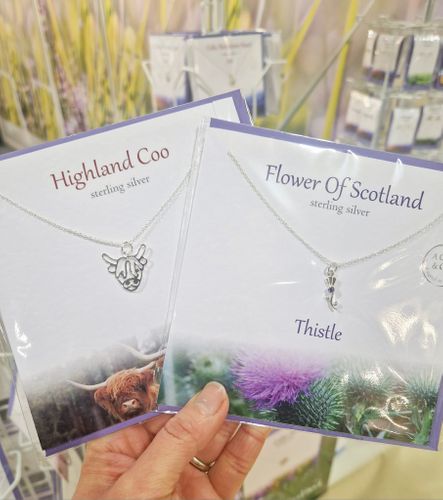 Highland Coo
sterling silver
Flower Of Scotland
sterling silver
Thistle